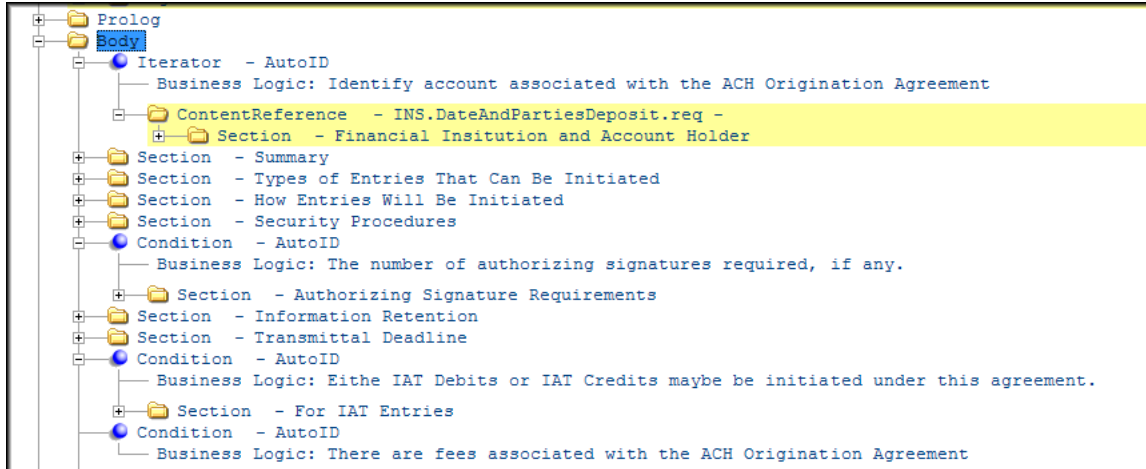 Prolog
Body
Iterator - AutoID
Business Logic: Identify account associated with the ACH Origination Agreement
ContentReference - INS.DateAndPartiesDeposit.req -
Section - Financial Insitution and Account Holder
Section - Summary
Section - Types of Entries That Can Be Initiated
Section - How Entries Will Be Initiated
Section - Security Procedures
Condition - AutoID
Business Logic: The number of authorizing signatures required, if any.
Section - Authorizing Signature Requirements
Section - Information Retention
Section - Transmittal Deadline
Condition - AutoID
Business Logic: Eithe IAT Debits or IAT Credits maybe be initiated under this agreement.
Section - For IAT Entries
Condition - AutoID
Business Logic: There are fees associated with the ACH Origination Agreement